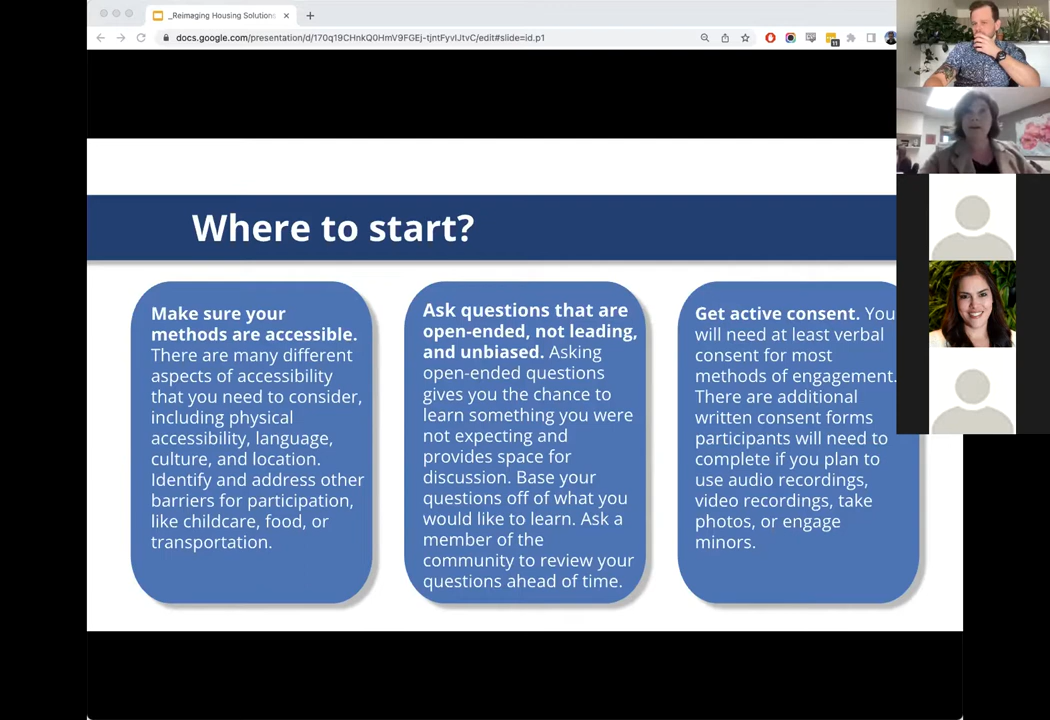 _Reimaging Housing Solutions
docs.google.com/presentation/d/170q19CHnkQ0HmV9FGEj-tjntFyvIJtvC/edit#slide=id.p1
11
Where to start?
Make sure your
methods are accessible.
There are many different
aspects of accessibility
that you need to consider,
including physical
accessibility, language,
culture, and location.
Identify and address other
barriers for participation,
like childcare, food, or
transportation.
Ask questions that are
open-ended, not leading,
and unbiased. Asking
open-ended questions
gives you the chance to
learn something you were
not expecting and
provides space for
discussion. Base your
questions off of what you
would like to learn. Ask a
member of the
community to review your
questions ahead of time.
Get active consent. You
will need at least verbal
consent for most
methods of engagement.
There are additional
written consent forms
participants will need to
complete if you plan to
use audio recordings,
video recordings, take
photos, or engage
minors.